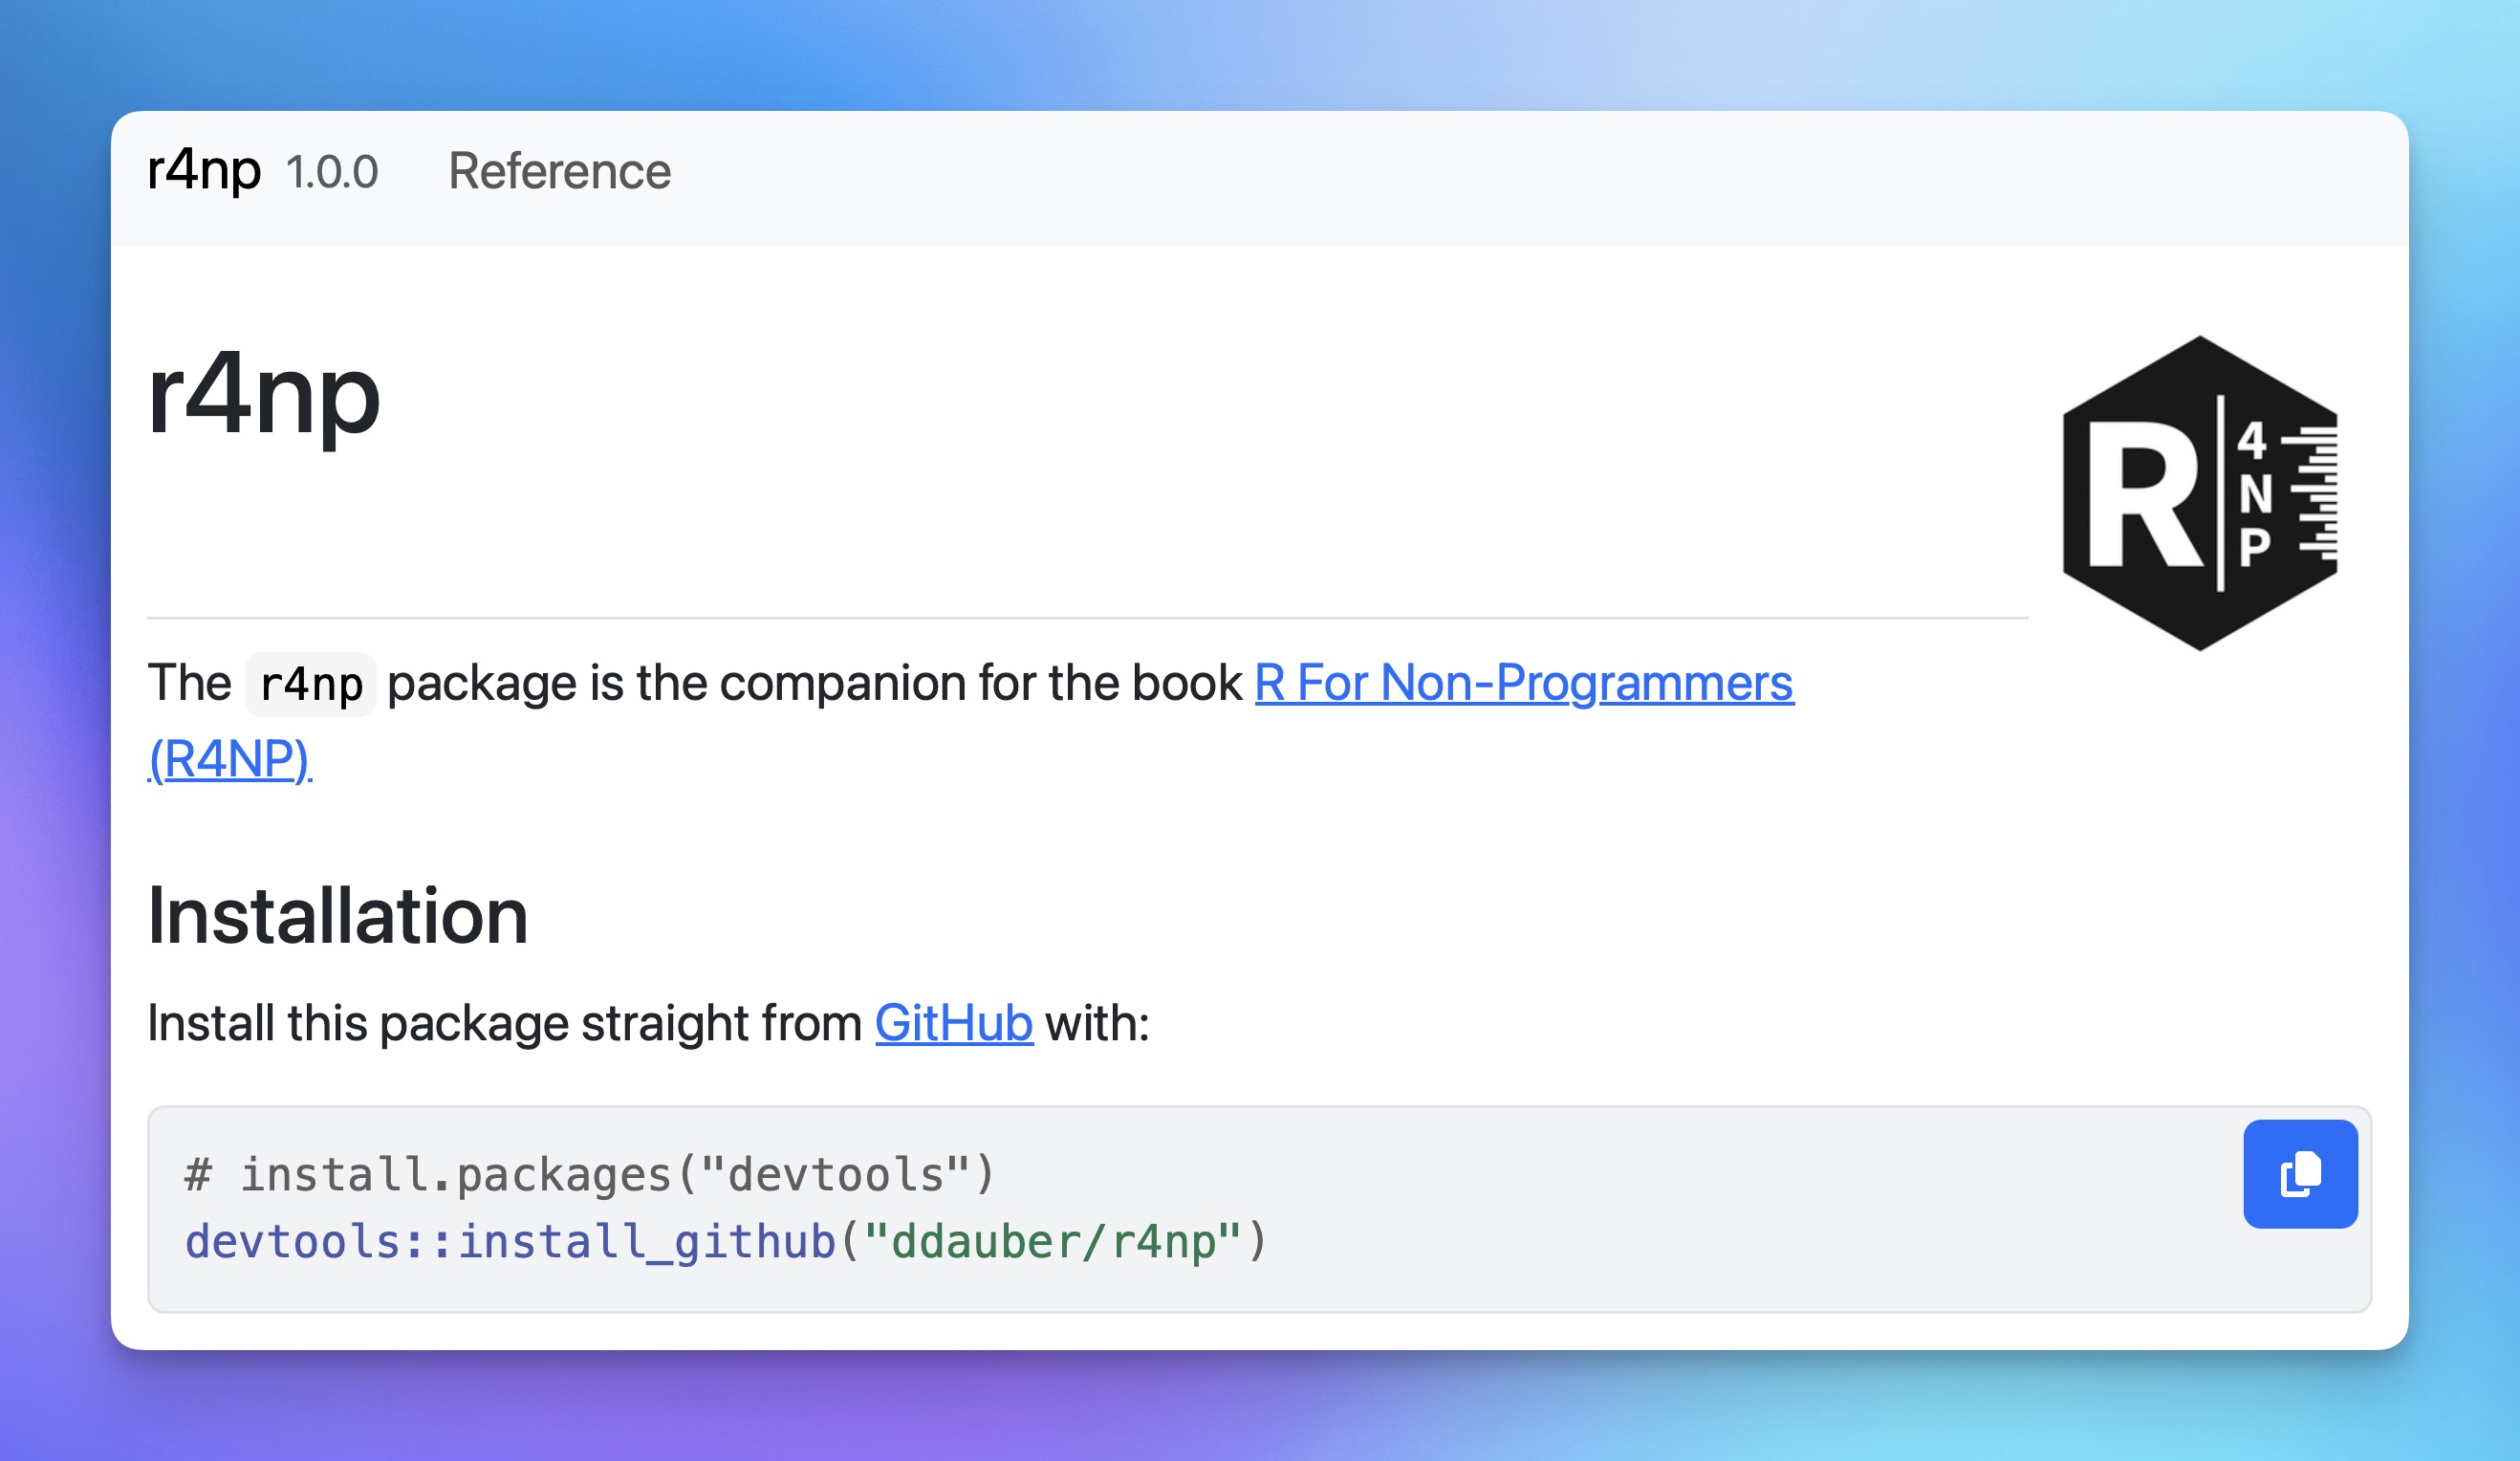 r4np 1.0.0 Reference
r4np
R
4
N
P
The r4np package is the companion for the book R For Non-Programmers
(R4NP).
Installation
Install this package straight from GitHub with:
# install.packages("devtools")
devtools::install_github("ddauber/r4np")